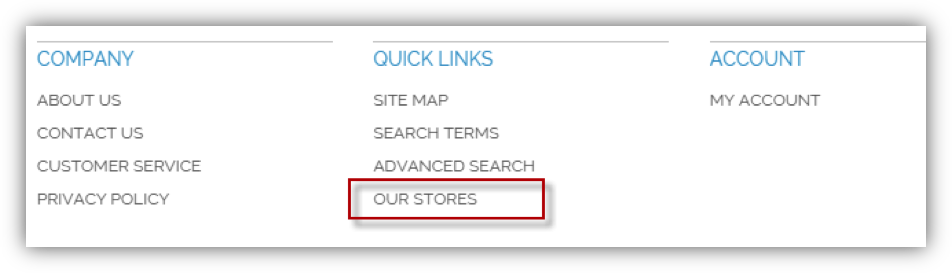 COMPANY
ABOUT US
CONTACT US
CUSTOMER SERVICE
PRIVACY POLICY
QUICK LINKS
SITE MAP
SEARCH TERMS
ADVANCED SEARCH
OUR STORES
ACCOUNT
MY ACCOUNT